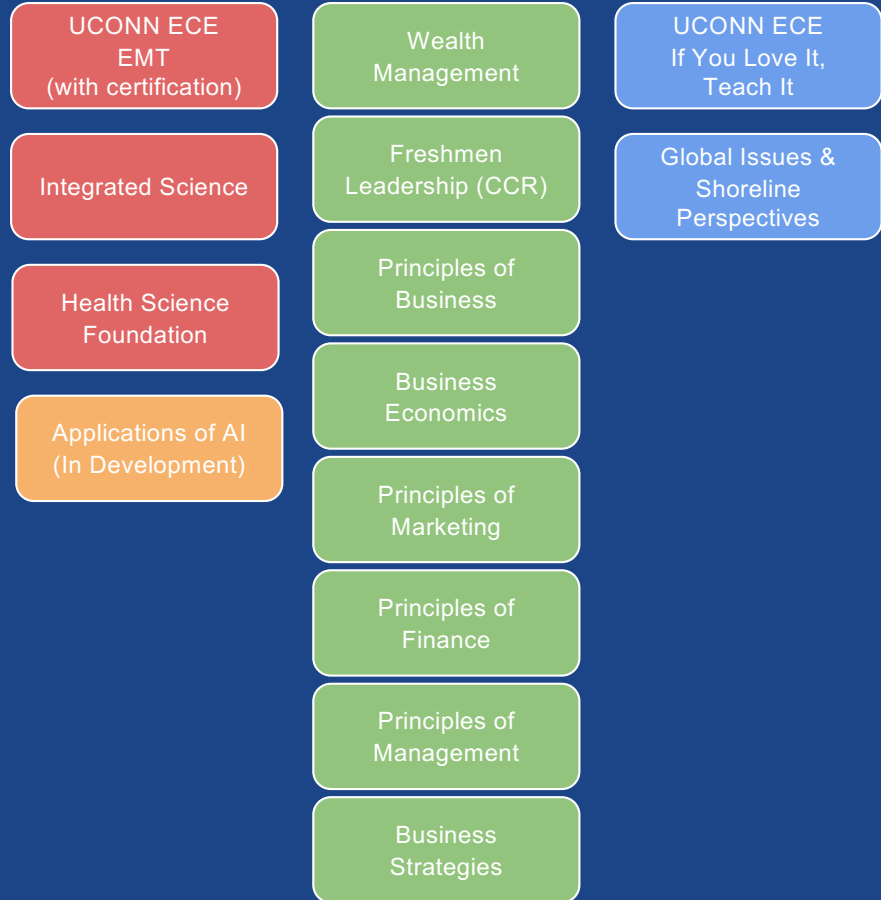 UCONN ECE
EMT
(with certification)
Integrated Science
Health Science
Foundation
Applications of AI
(In Development)
Wealth
Management
Freshmen
Leadership (CCR)
Principles of
Business
Business
Economics
Principles of
Marketing
Principles of
Finance
Principles of
Management
Business
Strategies
UCONN ECE
If You Love It,
Teach It
Global Issues &
Shoreline
Perspectives